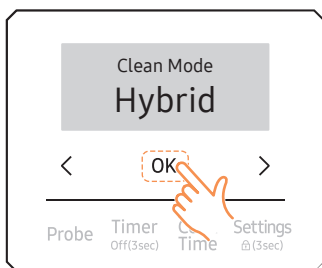 Clean Mode
Hybrid
< OK >
Probe Timer Settings
Off(3sec) Time (3sec)